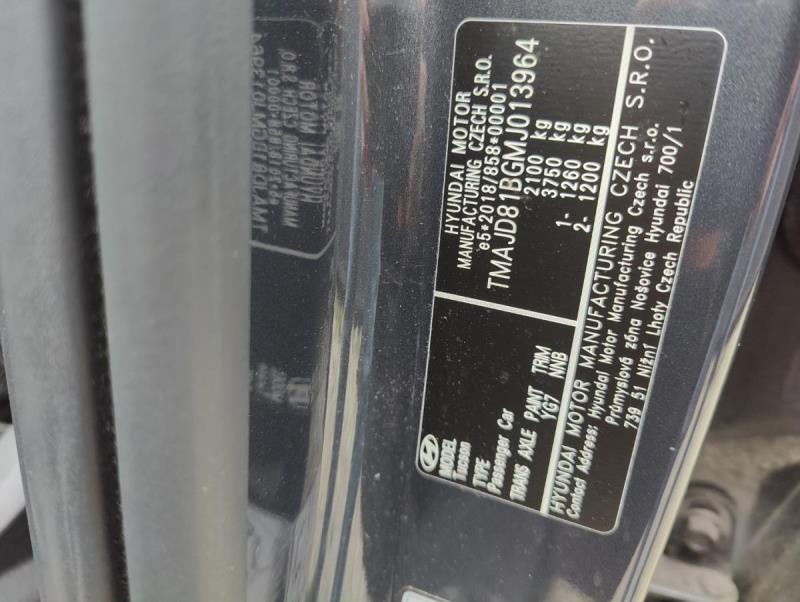 HYUNDAI MOTOR
MANUFACTURING CZECH S.R.O.
e5*2018/858*00001
TMAJD81BGMJ013964
2100 kg
3750 kg
1- 1260 kg
2- 1200 kg
MODEL
Tucson
TYPE
Passenger Car
TRANS AXLE PAINT TRIM
YG7 NNB
HYUNDAI MOTOR MANUFACTURING CZECH S.R.O.
Contact Address: Hyundai Motor Manufacturing Czech s.r.o.
Průmyslová zóna Nošovice Hyundai 700/1
739 51 Nižní Lhoty Czech Republic